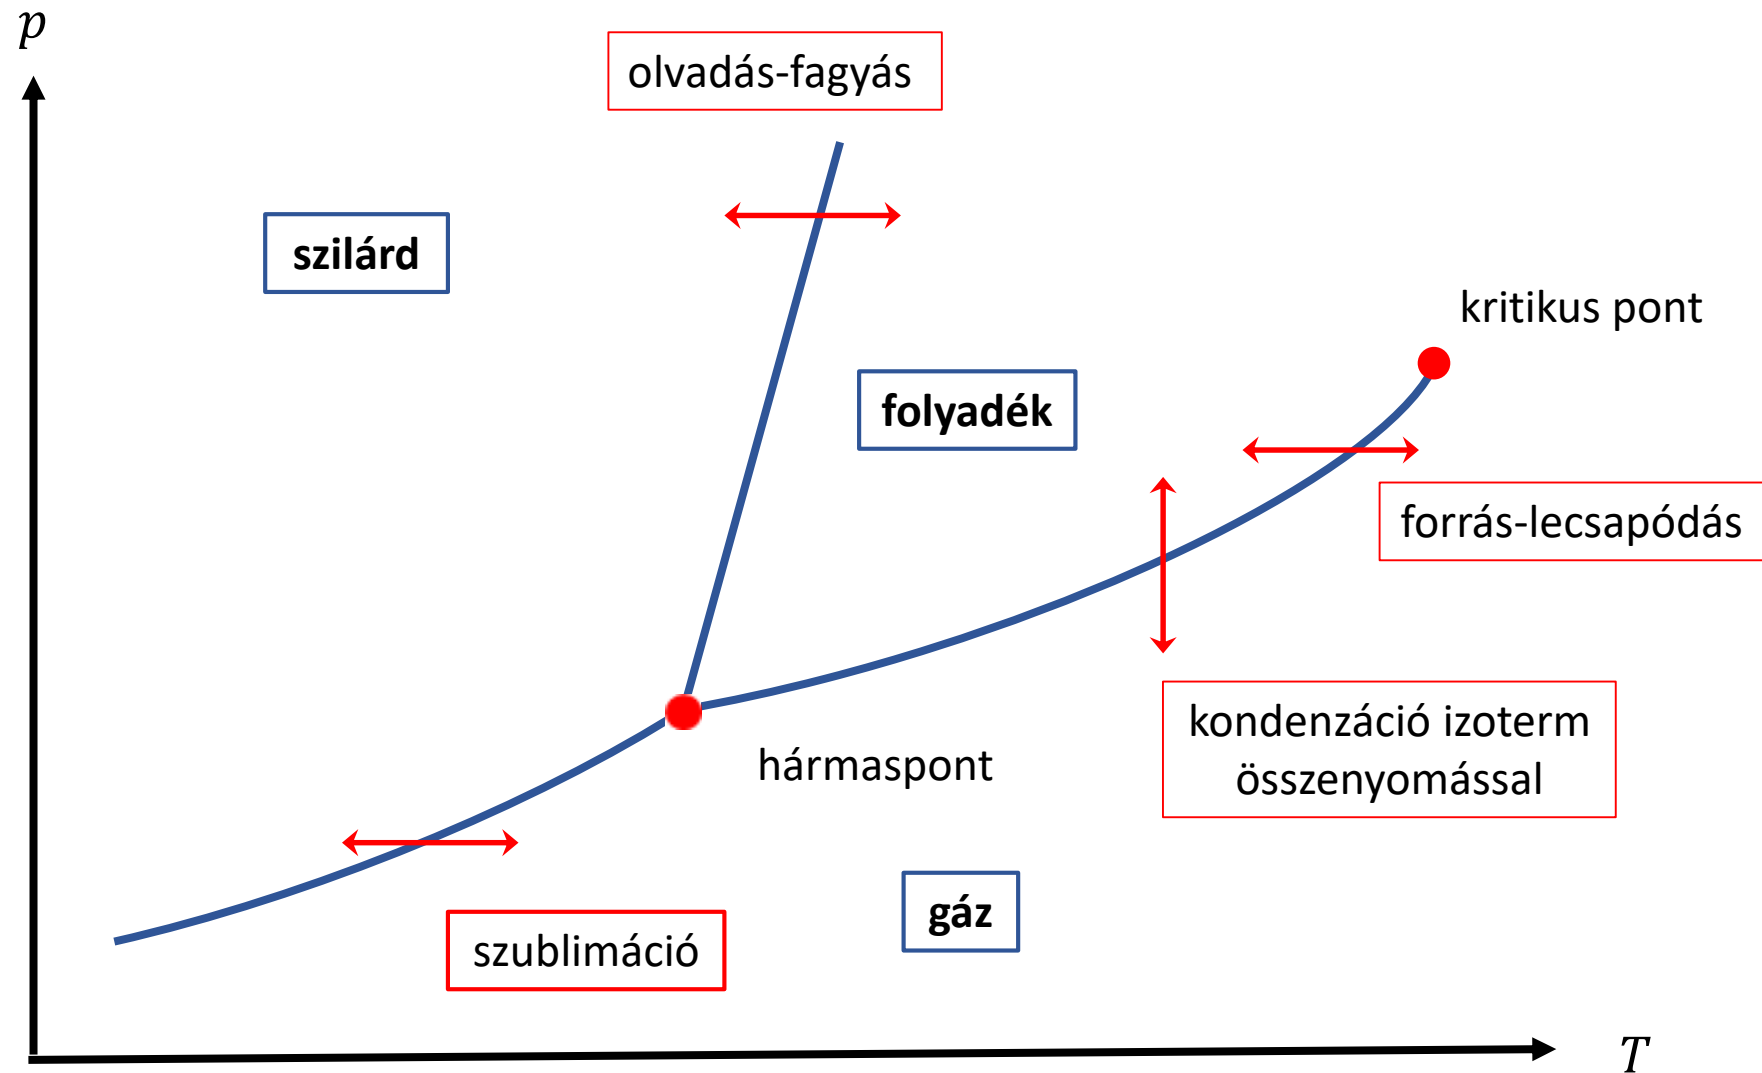 p
olvadás-fagyás
szilárd
kritikus pont
folyadék
forrás-lecsapódás
kondenzáció izoterm
összenyomással
hármaspont
gáz
szublimáció
T